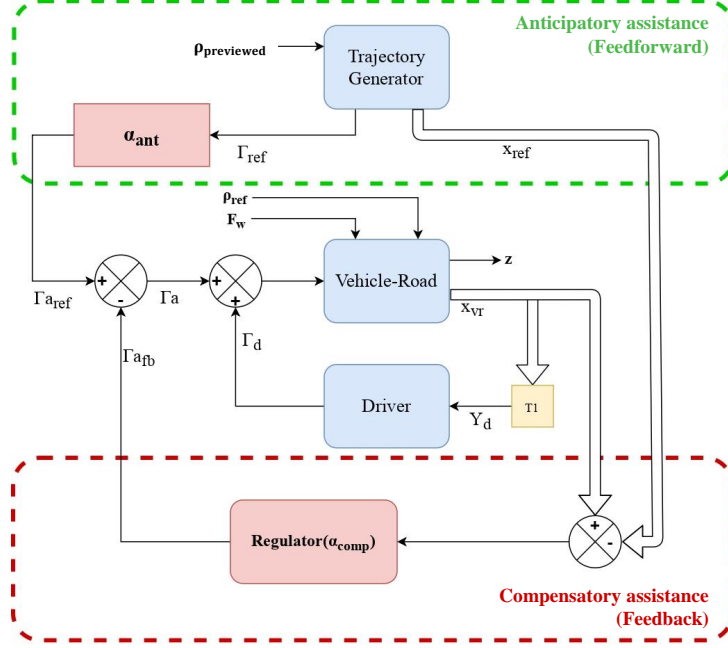 Anticipatory assistance
(Feedforward)
ρpreviewed
Trajectory
Generator
αant
Γref
xref
ρref
Fw
+
-
Γaref
Γa
+
+
Vehicle-Road
z
xvr
Γafb
Γd
Driver
Yd
T1
Regulator(αcomp)
+
-
Compensatory assistance
(Feedback)